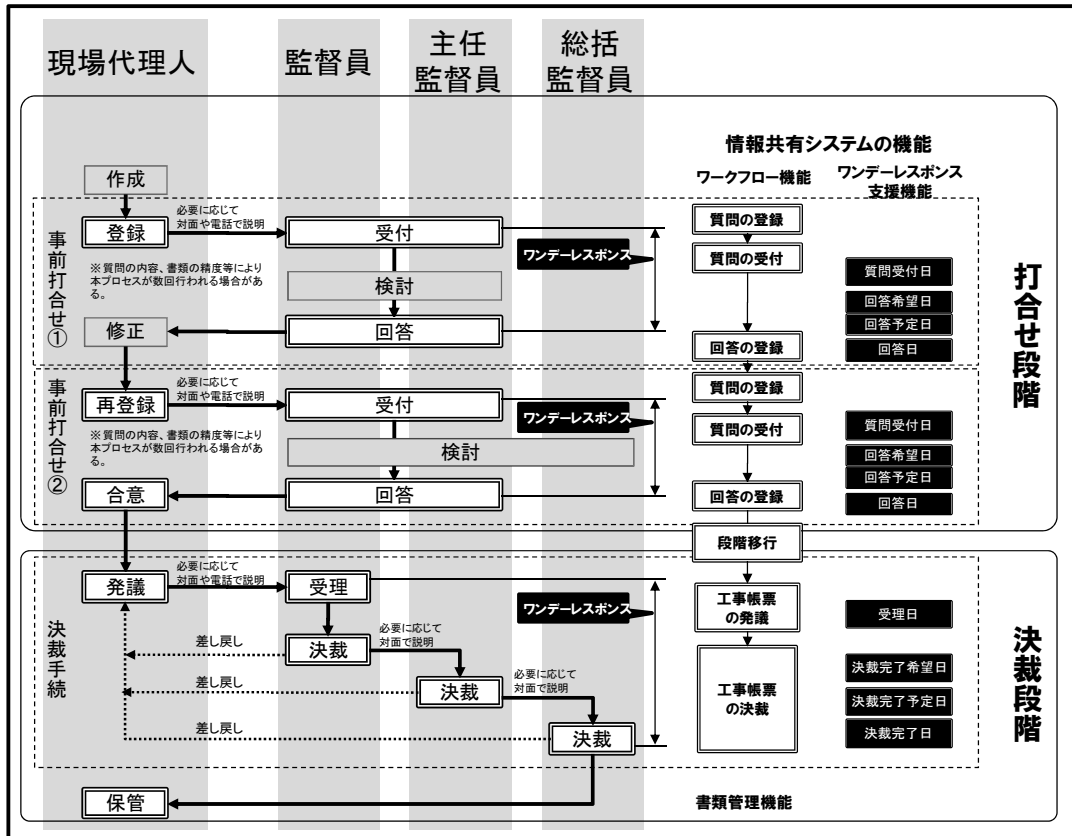 現場代理人
監督員
主任
監督員
総括
監督員
情報共有システムの機能
ワークフロー機能
ワンデーレスポンス
支援機能
打合せ段階
作成
事前打合せ①
登録
必要に応じて
対面や電話で説明
受付
ワンデーレスポンス
質問の登録
質問の受付
※質問の内容、書類の精度等により
本プロセスが数回行われる場合があ
る。
検討
質問受付日
回答希望日
回答予定日
修正
回答
回答の登録
回答日
事前打合せ②
再登録
必要に応じて
対面や電話で説明
受付
ワンデーレスポンス
質問の登録
質問の受付
※質問の内容、書類の精度等により
本プロセスが数回行われる場合があ
る。
検討
質問受付日
回答希望日
回答予定日
合意
回答
回答の登録
回答日
段階移行
決裁段階
決裁手続
発議
必要に応じて
対面や電話で説明
受理
ワンデーレスポンス
工事帳票
の発議
受理日
差し戻し
決裁
必要に応じて
対面で説明
差し戻し
決裁
必要に応じて
対面で説明
工事帳票
の決裁
決裁完了希望日
決裁完了予定日
差し戻し
決裁
決裁完了日
保管
書類管理機能